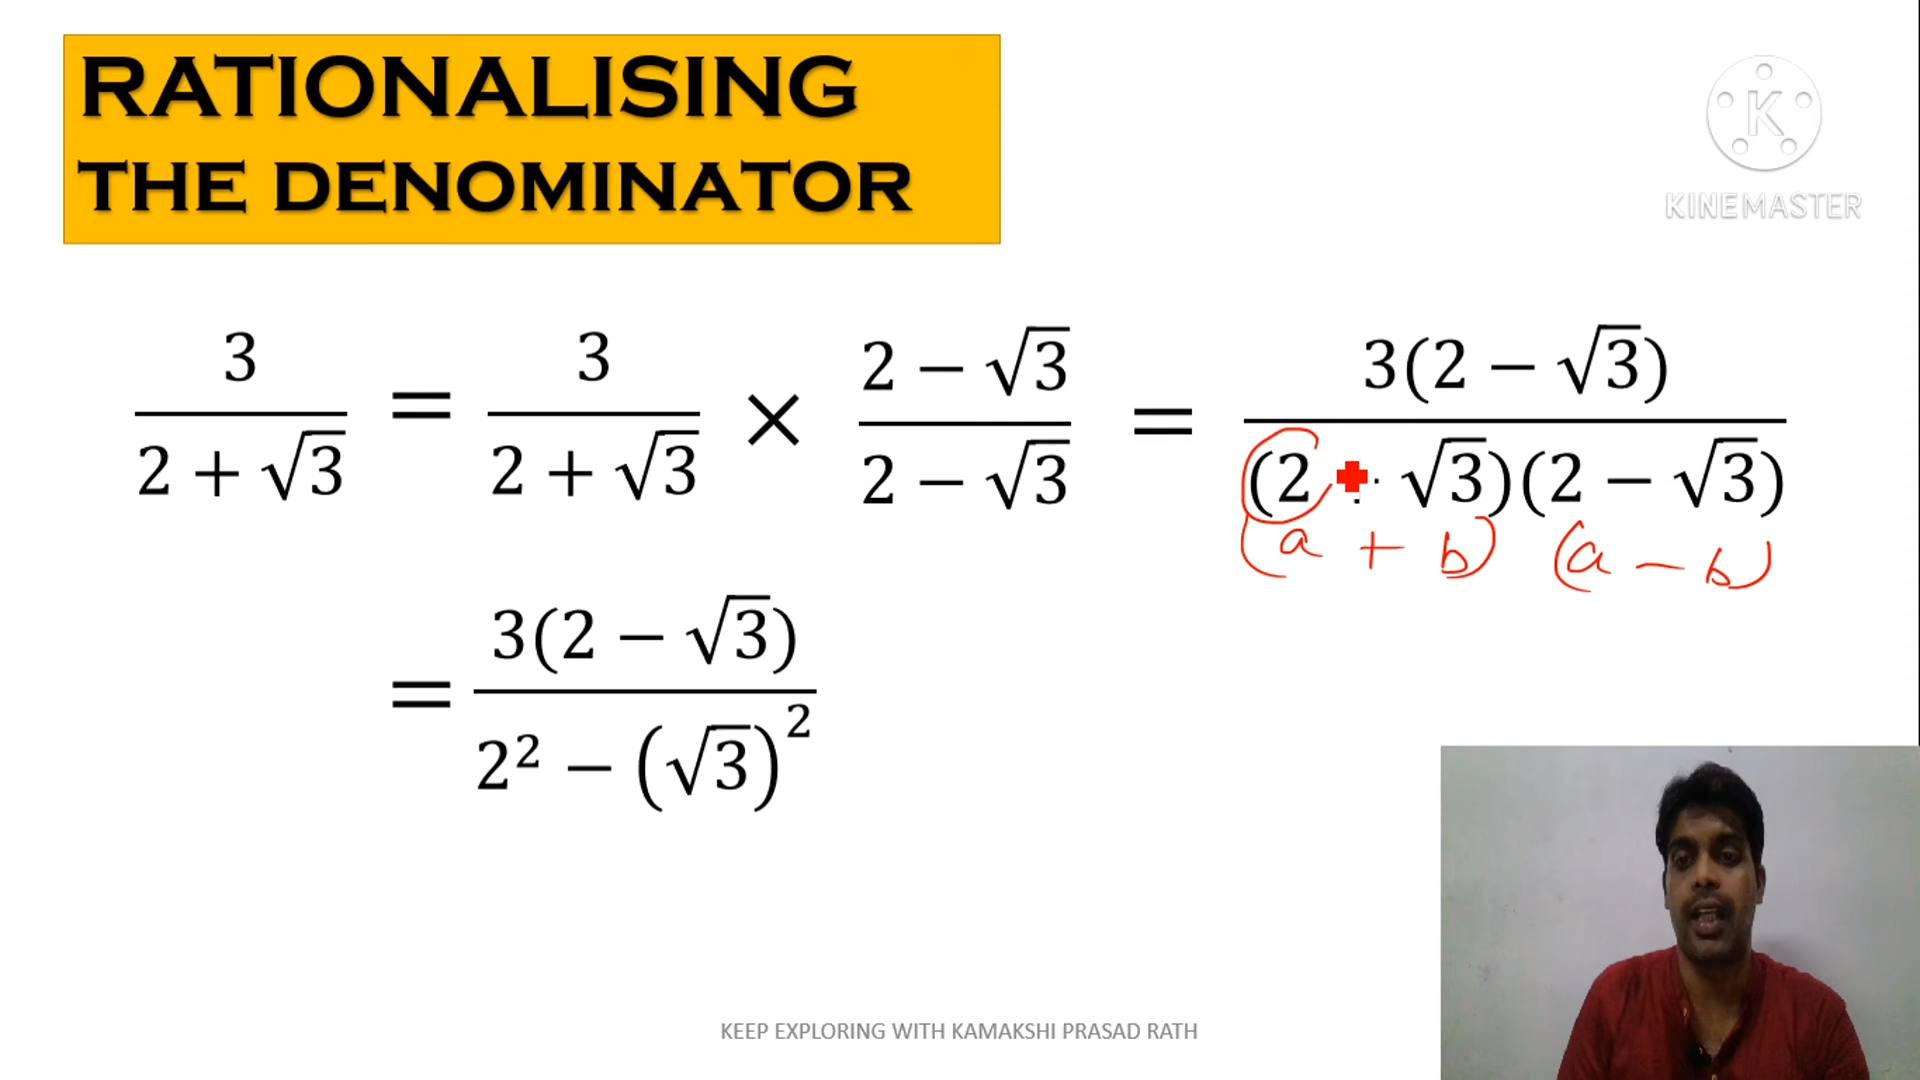 RATIONALISING
THE DENOMINATOR
K
KINEMASTER
3/(2 + √3) = 3/(2 + √3) × (2 − √3)/(2 − √3) = 3(2 − √3)/((2 + √3)(2 − √3))
(a + b) (a − b)
= 3(2 − √3)/(2² − (√3)²)
KEEP EXPLORING WITH KAMAKSHI PRASAD RATH